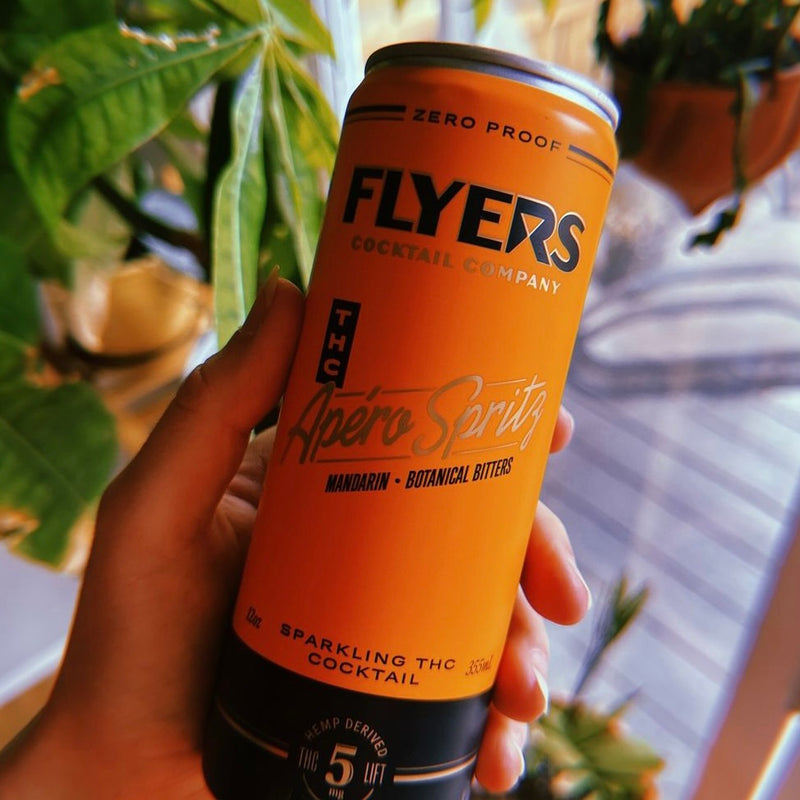 ZERO PROOF
FLYERS
COCKTAIL COMPANY
THC
Apéro Spritz
MANDARIN • BOTANICAL BITTERS
12oz
SPARKLING THC
COCKTAIL
355mL
HEMP DERIVED
THC 5 LIFT
mg